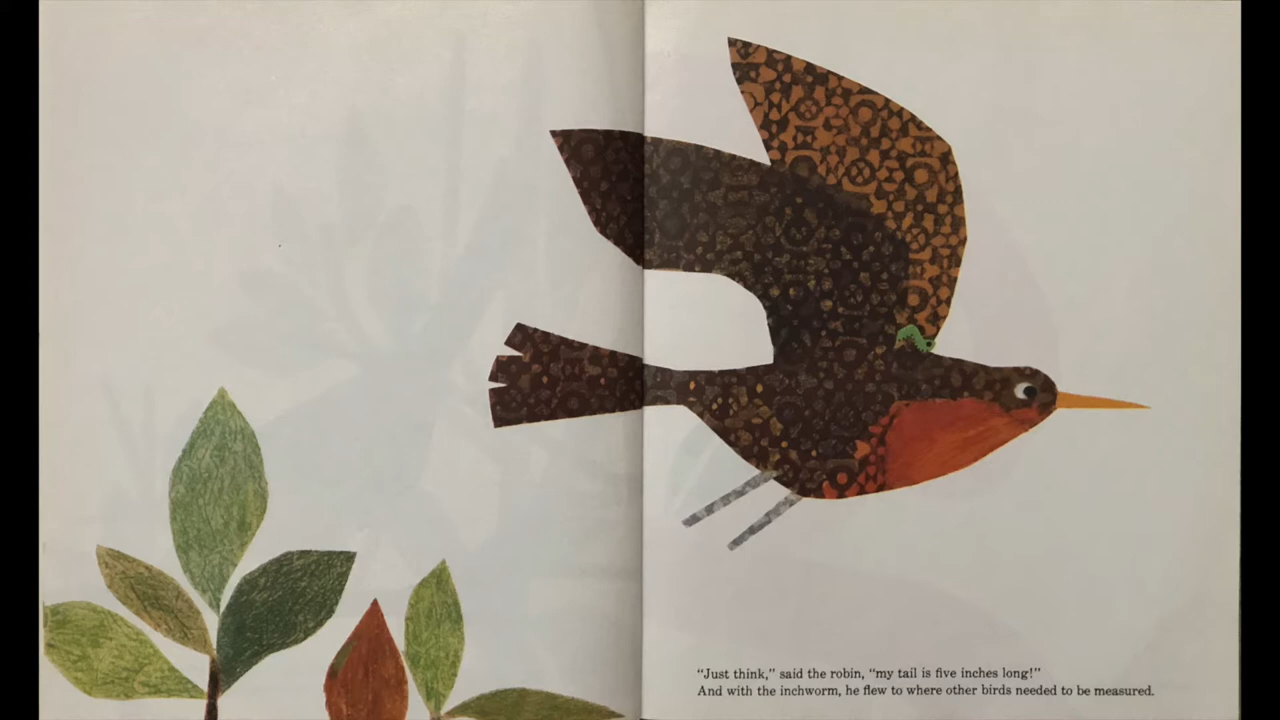 “Just think,” said the robin, “my tail is five inches long!”
And with the inchworm, he flew to where other birds needed to be measured.